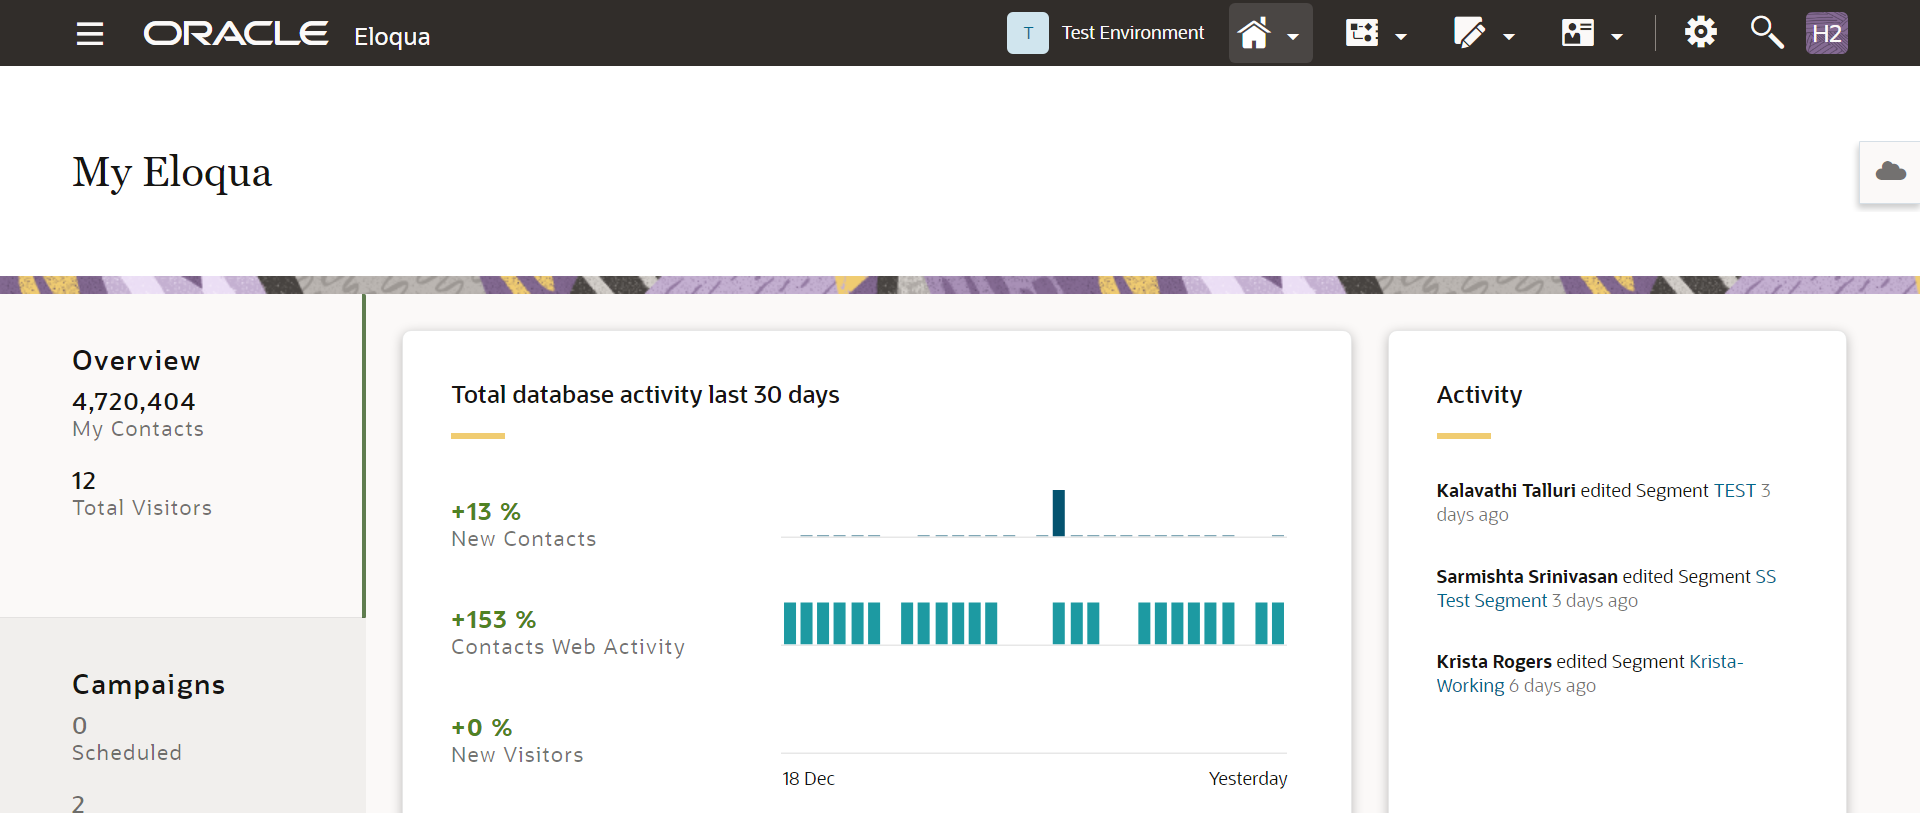 ORACLE Eloqua
T Test Environment
H2
My Eloqua
Overview
4,720,404
My Contacts
12
Total Visitors
Campaigns
0
Scheduled
2
Total database activity last 30 days
+13 %
New Contacts
+153 %
Contacts Web Activity
+0 %
New Visitors
18 Dec
Yesterday
Activity
Kalavathi Talluri edited Segment TEST 3
days ago
Sarmishta Srinivasan edited Segment SS
Test Segment 3 days ago
Krista Rogers edited Segment Krista-
Working 6 days ago